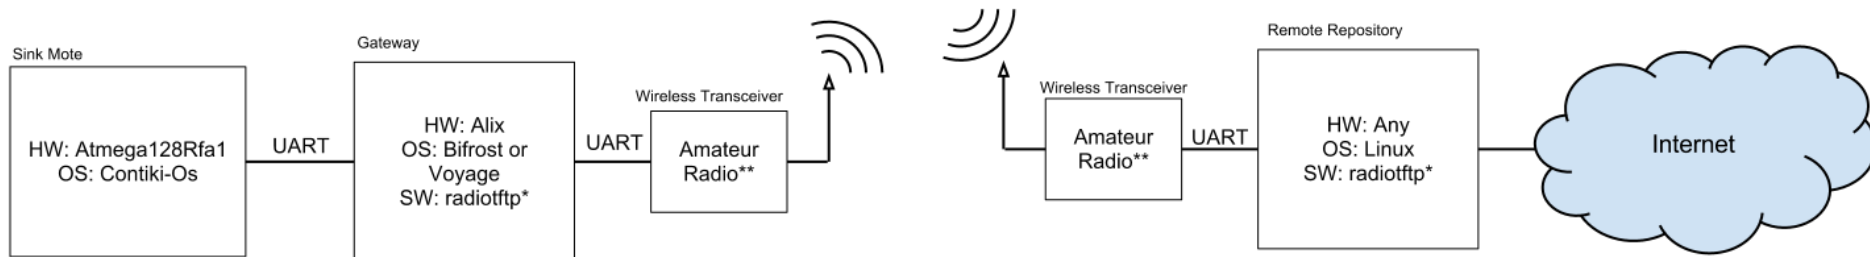 Sink Mote
HW: Atmega128Rfa1
OS: Contiki-Os
UART
Gateway
HW: Alix
OS: Bifrost or
Voyage
SW: radiotftp*
UART
Wireless Transceiver
Amateur
Radio**
Wireless Transceiver
Amateur
Radio**
UART
Remote Repository
HW: Any
OS: Linux
SW: radiotftp*
Internet